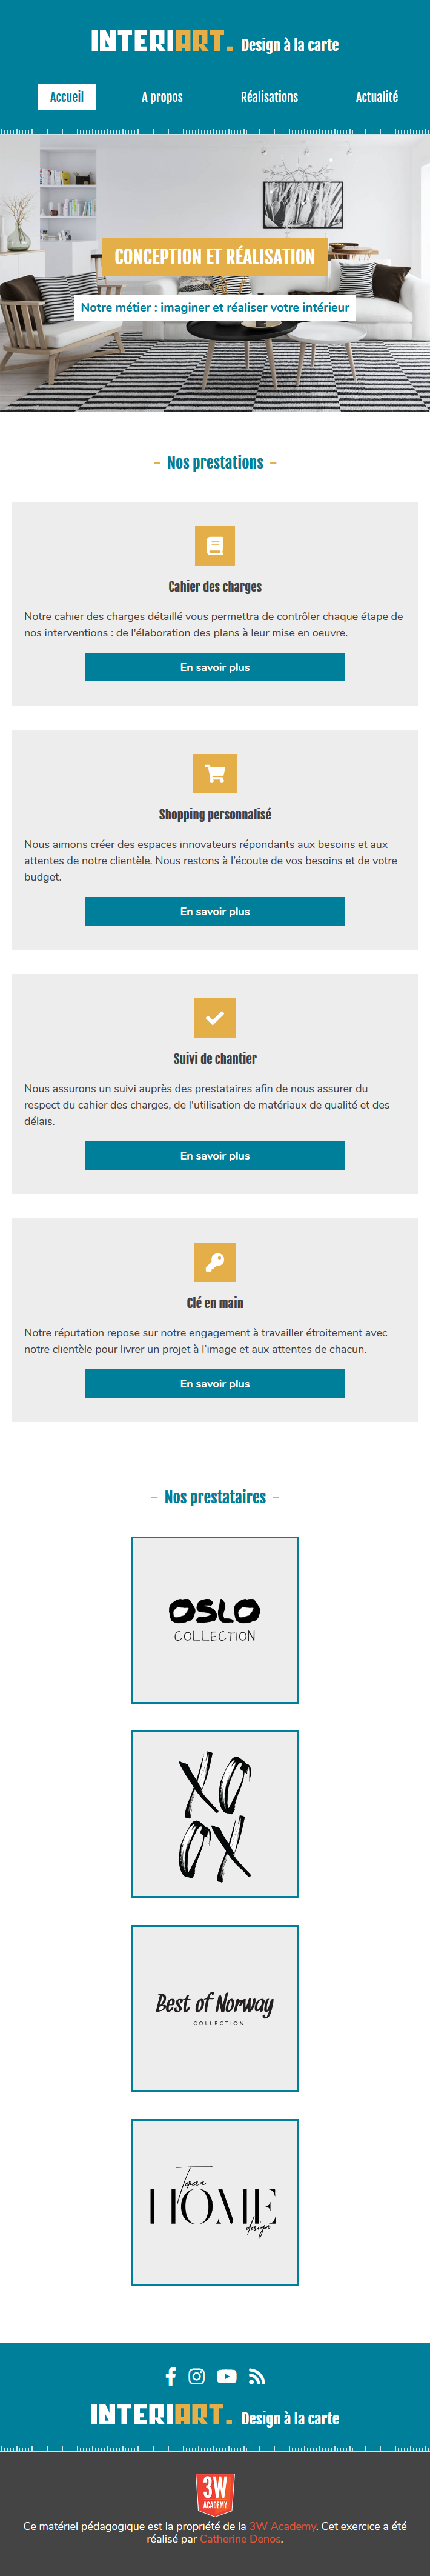 INTERIART. Design à la carte
Accueil A propos Réalisations Actualité
CONCEPTION ET RÉALISATION
Notre métier : imaginer et réaliser votre intérieur
– Nos prestations –
Cahier des charges
Notre cahier des charges détaillé vous permettra de contrôler chaque étape de
nos interventions : de l'élaboration des plans à leur mise en oeuvre.
En savoir plus
Shopping personnalisé
Nous aimons créer des espaces innovateurs répondants aux besoins et aux
attentes de notre clientèle. Nous restons à l'écoute de vos besoins et de votre
budget.
En savoir plus
Suivi de chantier
Nous assurons un suivi auprès des prestataires afin de nous assurer du
respect du cahier des charges, de l'utilisation de matériaux de qualité et des
délais.
En savoir plus
Clé en main
Notre réputation repose sur notre engagement à travailler étroitement avec
notre clientèle pour livrer un projet à l'image et aux attentes de chacun.
En savoir plus
– Nos prestataires –
OSLO
COLLECTION
XO
OX
Best of Norway
COLLECTION
Teresa
HOME
design
INTERIART. Design à la carte
3W
ACADEMY
Ce matériel pédagogique est la propriété de la 3W Academy. Cet exercice a été
réalisé par Catherine Denos.